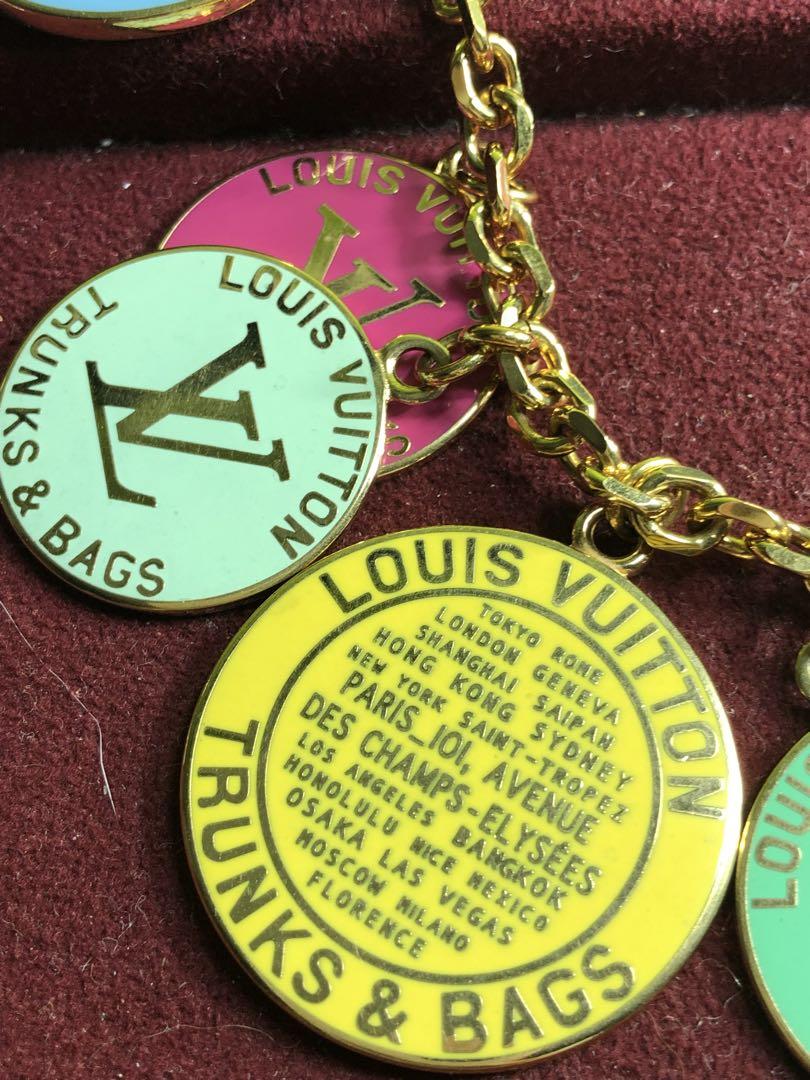 LOUIS VUI
LV
LOUIS VUITTON
LV
TRUNKS & BAGS
LOUIS VUITTON
TOKYO ROME
LONDON GENEVA
SHANGHAI SAIPAN
HONG KONG SYDNEY
NEW YORK SAINT-TROPEZ
PARIS_101, AVENUE
DES CHAMPS-ELYSÉES
LOS ANGELES BANGKOK
HONOLULU NICE MEXICO
OSAKA LAS VEGAS
MOSCOW MILANO
FLORENCE
TRUNKS & BAGS
LOUIS